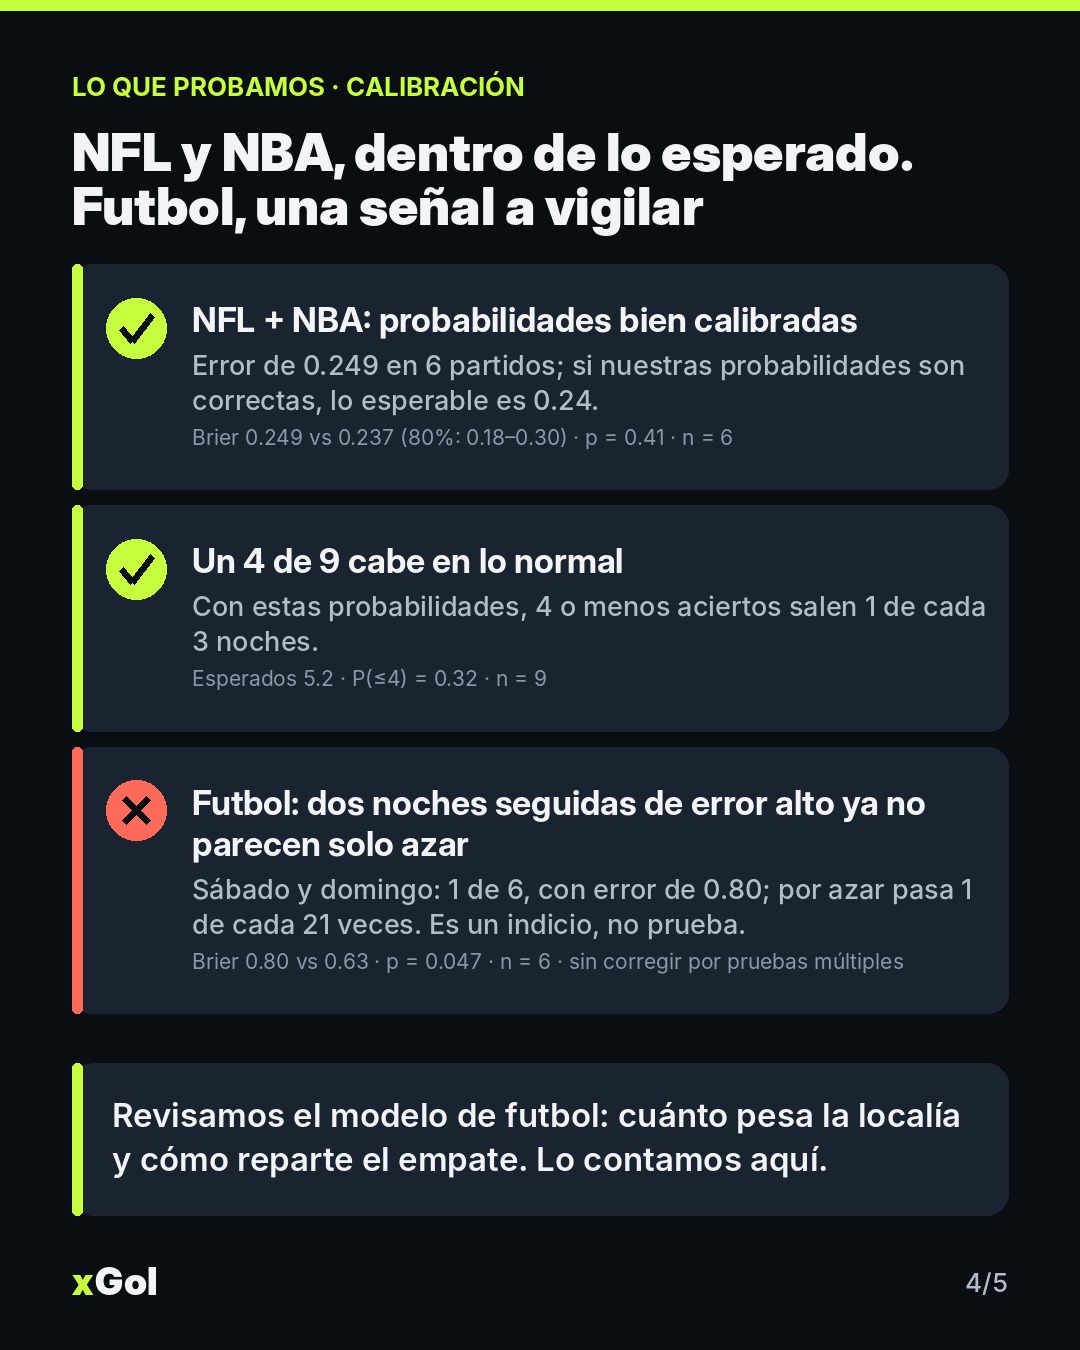 LO QUE PROBAMOS · CALIBRACIÓN
NFL y NBA, dentro de lo esperado.
Futbol, una señal a vigilar
NFL + NBA: probabilidades bien calibradas
Error de 0.249 en 6 partidos; si nuestras probabilidades son
correctas, lo esperable es 0.24.
Brier 0.249 vs 0.237 (80%: 0.18–0.30) · p = 0.41 · n = 6
Un 4 de 9 cabe en lo normal
Con estas probabilidades, 4 o menos aciertos salen 1 de cada
3 noches.
Esperados 5.2 · P(≤4) = 0.32 · n = 9
Futbol: dos noches seguidas de error alto ya no
parecen solo azar
Sábado y domingo: 1 de 6, con error de 0.80; por azar pasa 1
de cada 21 veces. Es un indicio, no prueba.
Brier 0.80 vs 0.63 · p = 0.047 · n = 6 · sin corregir por pruebas múltiples
Revisamos el modelo de futbol: cuánto pesa la localía
y cómo reparte el empate. Lo contamos aquí.
xGol
4/5